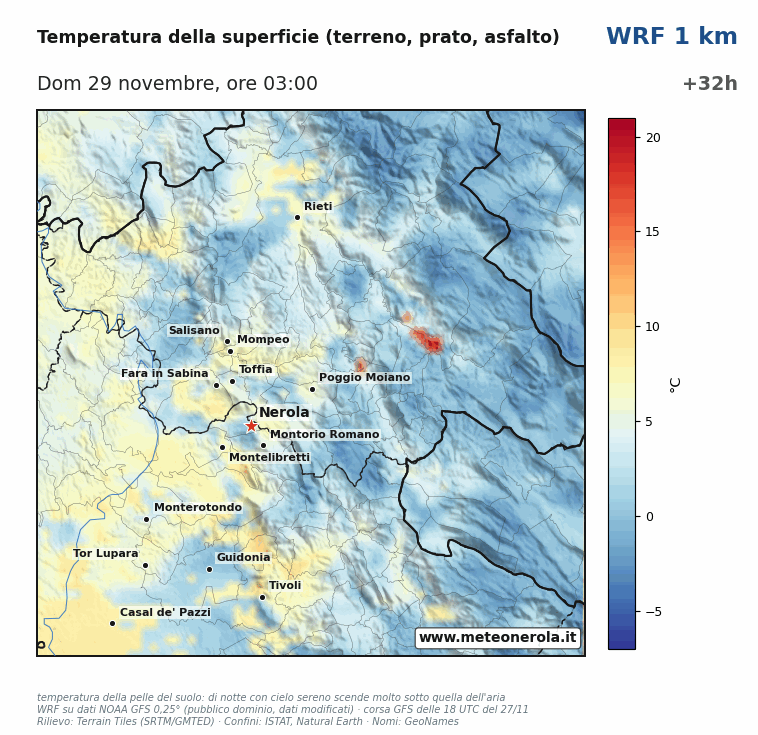 Temperatura della superficie (terreno, prato, asfalto)
WRF 1 km
Dom 29 novembre, ore 03:00
+32h
Rieti
Salisano
Mompeo
Fara in Sabina
Toffia
Poggio Moiano
Nerola
Montorio Romano
Montelibretti
Monterotondo
Tor Lupara
Guidonia
Tivoli
Casal de' Pazzi
www.meteonerola.it
20
15
10
5
0
−5
°C
temperatura della pelle del suolo: di notte con cielo sereno scende molto sotto quella dell'aria
WRF su dati NOAA GFS 0,25° (pubblico dominio, dati modificati) · corsa GFS delle 18 UTC del 27/11
Rilievo: Terrain Tiles (SRTM/GMTED) · Confini: ISTAT, Natural Earth · Nomi: GeoNames